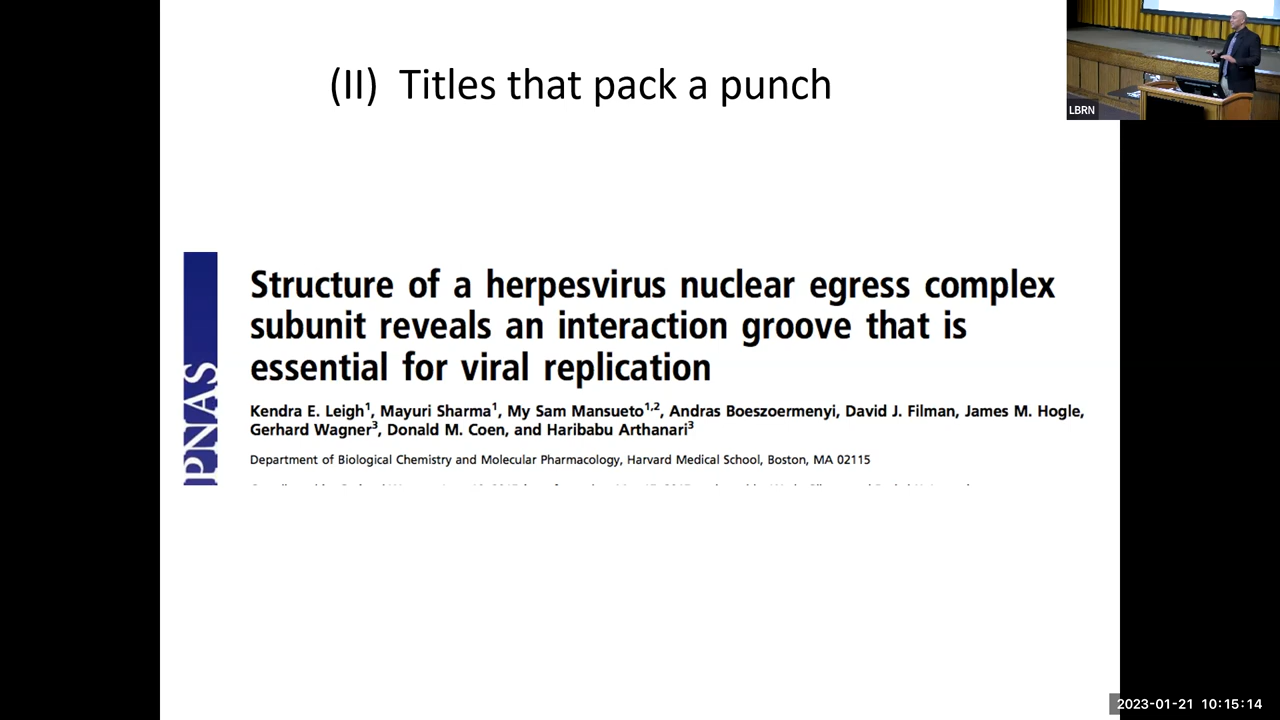 (II) Titles that pack a punch
LBRN
PNAS
Structure of a herpesvirus nuclear egress complex
subunit reveals an interaction groove that is
essential for viral replication
Kendra E. Leigh1, Mayuri Sharma1, My Sam Mansueto1,2, Andras Boeszoermenyi, David J. Filman, James M. Hogle,
Gerhard Wagner3, Donald M. Coen, and Haribabu Arthanari3
Department of Biological Chemistry and Molecular Pharmacology, Harvard Medical School, Boston, MA 02115
2023-01-21 10:15:14